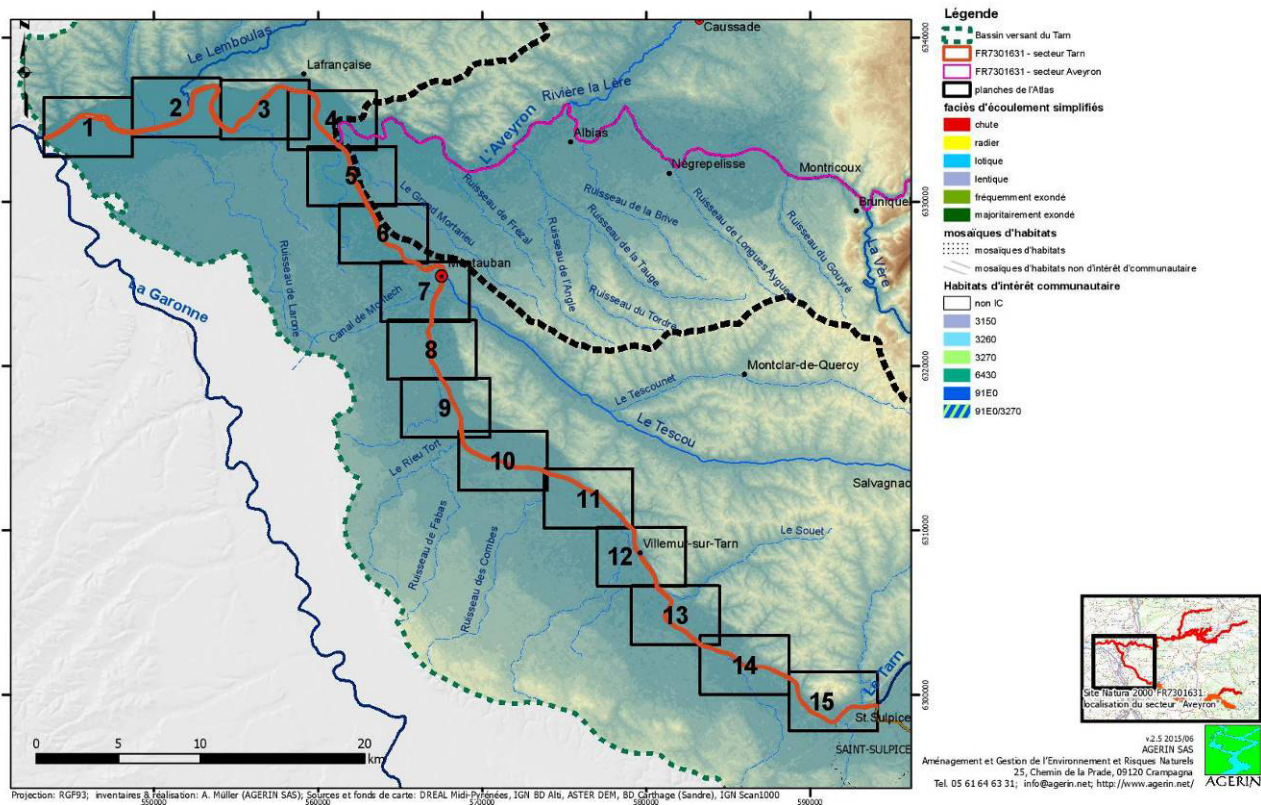 Caussade
Le Lemboulas
Lafrançaise
Rivière la Lère
L'Aveyron
Albias
Nègrepelisse
Montricoux
Bruniquel
La Vère
1
2
3
4
5
6
7
8
9
10
11
12
13
14
15
Le Grand Mortarieu
Ruisseau de Frézal
Ruisseau de l'Angle
Ruisseau de la Brive
Ruisseau de la Tauge
Ruisseau de Longues Aygues
Ruisseau du Gouyré
Ruisseau du Tordre
Montauban
La Garonne
Ruisseau de Larone
Canal de Montech
Montclar-de-Quercy
Le Tescounet
Le Tescou
Salvagnac
Le Rieu Tort
Ruisseau de Fabas
Ruisseau des Combes
Villemur-sur-Tarn
Le Souet
Le Tarn
St.Sulpice
SAINT-SULPICE
0 5 10 20
km
6340000
6330000
6320000
6310000
6300000
550000 560000 570000 580000 590000
Projection: RGF93; inventaires & réalisation: A. Müller (AGERIN SAS); Sources et fonds de carte: DREAL Midi-Pyrénées, IGN BD Alti, ASTER DEM, BD Carthage (Sandre), IGN Scan1000
Légende
Bassin versant du Tarn
FR7301631 - secteur Tarn
FR7301631 - secteur Aveyron
planches de l'Atlas
faciès d'écoulement simplifiés
chute
radier
lotique
lentique
fréquemment exondé
majoritairement exondé
mosaïques d'habitats
mosaïques d'habitats
mosaïques d'habitats non d'intérêt d'communautaire
Habitats d'intérêt communautaire
non IC
3150
3260
3270
6430
91E0
91E0/3270
Site Natura 2000 FR7301631:
localisation du secteur "Aveyron"
v.2.5 2015/06
AGERIN SAS
Aménagement et Gestion de l'Environnement et Risques Naturels
25, Chemin de la Prade, 09120 Crampagna
Tel. 05 61 64 63 31; info@agerin.net; http://www.agerin.net/
AGERIN